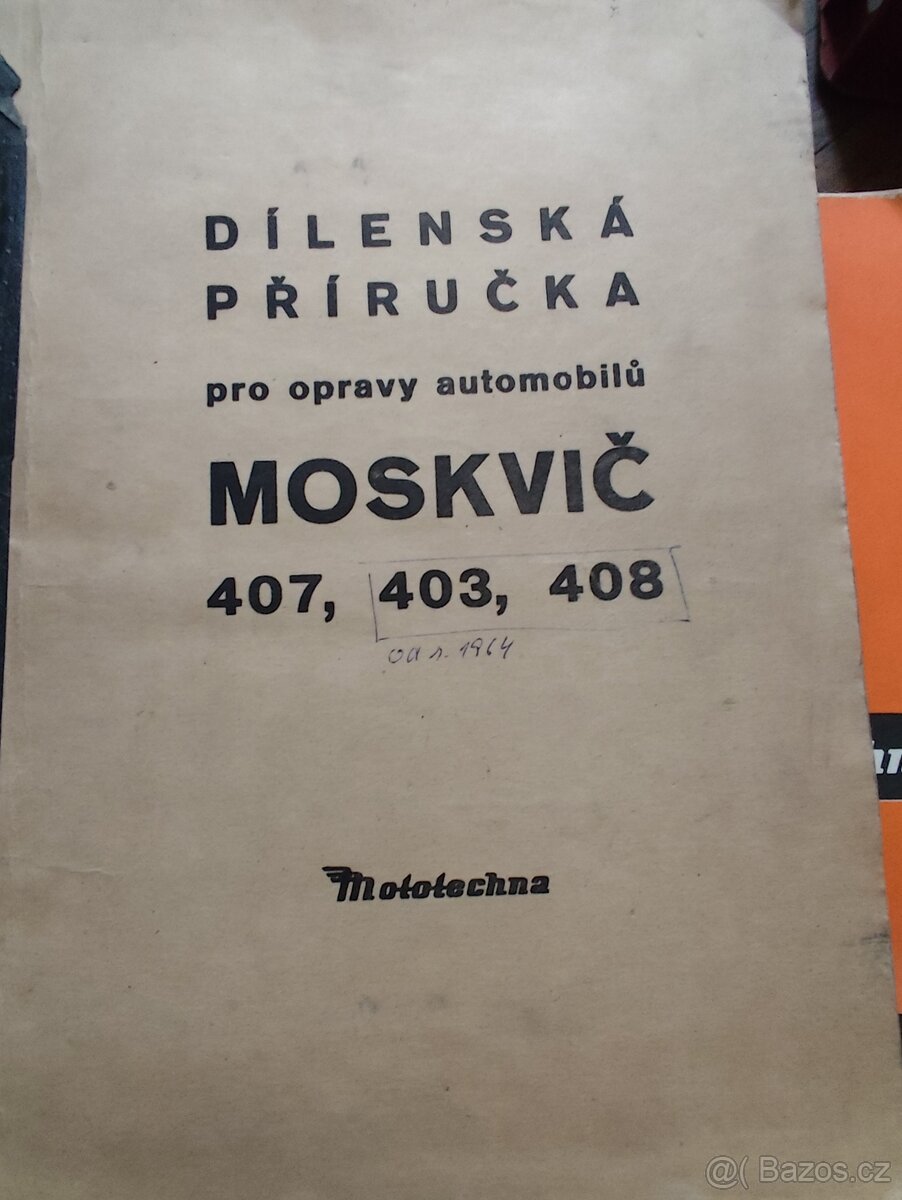 DÍLENSKÁ
PŘÍRUČKA
pro opravy automobilů
MOSKVIČ
407, 403, 408
od r. 1964
Mototechna
@( Bazos.cz